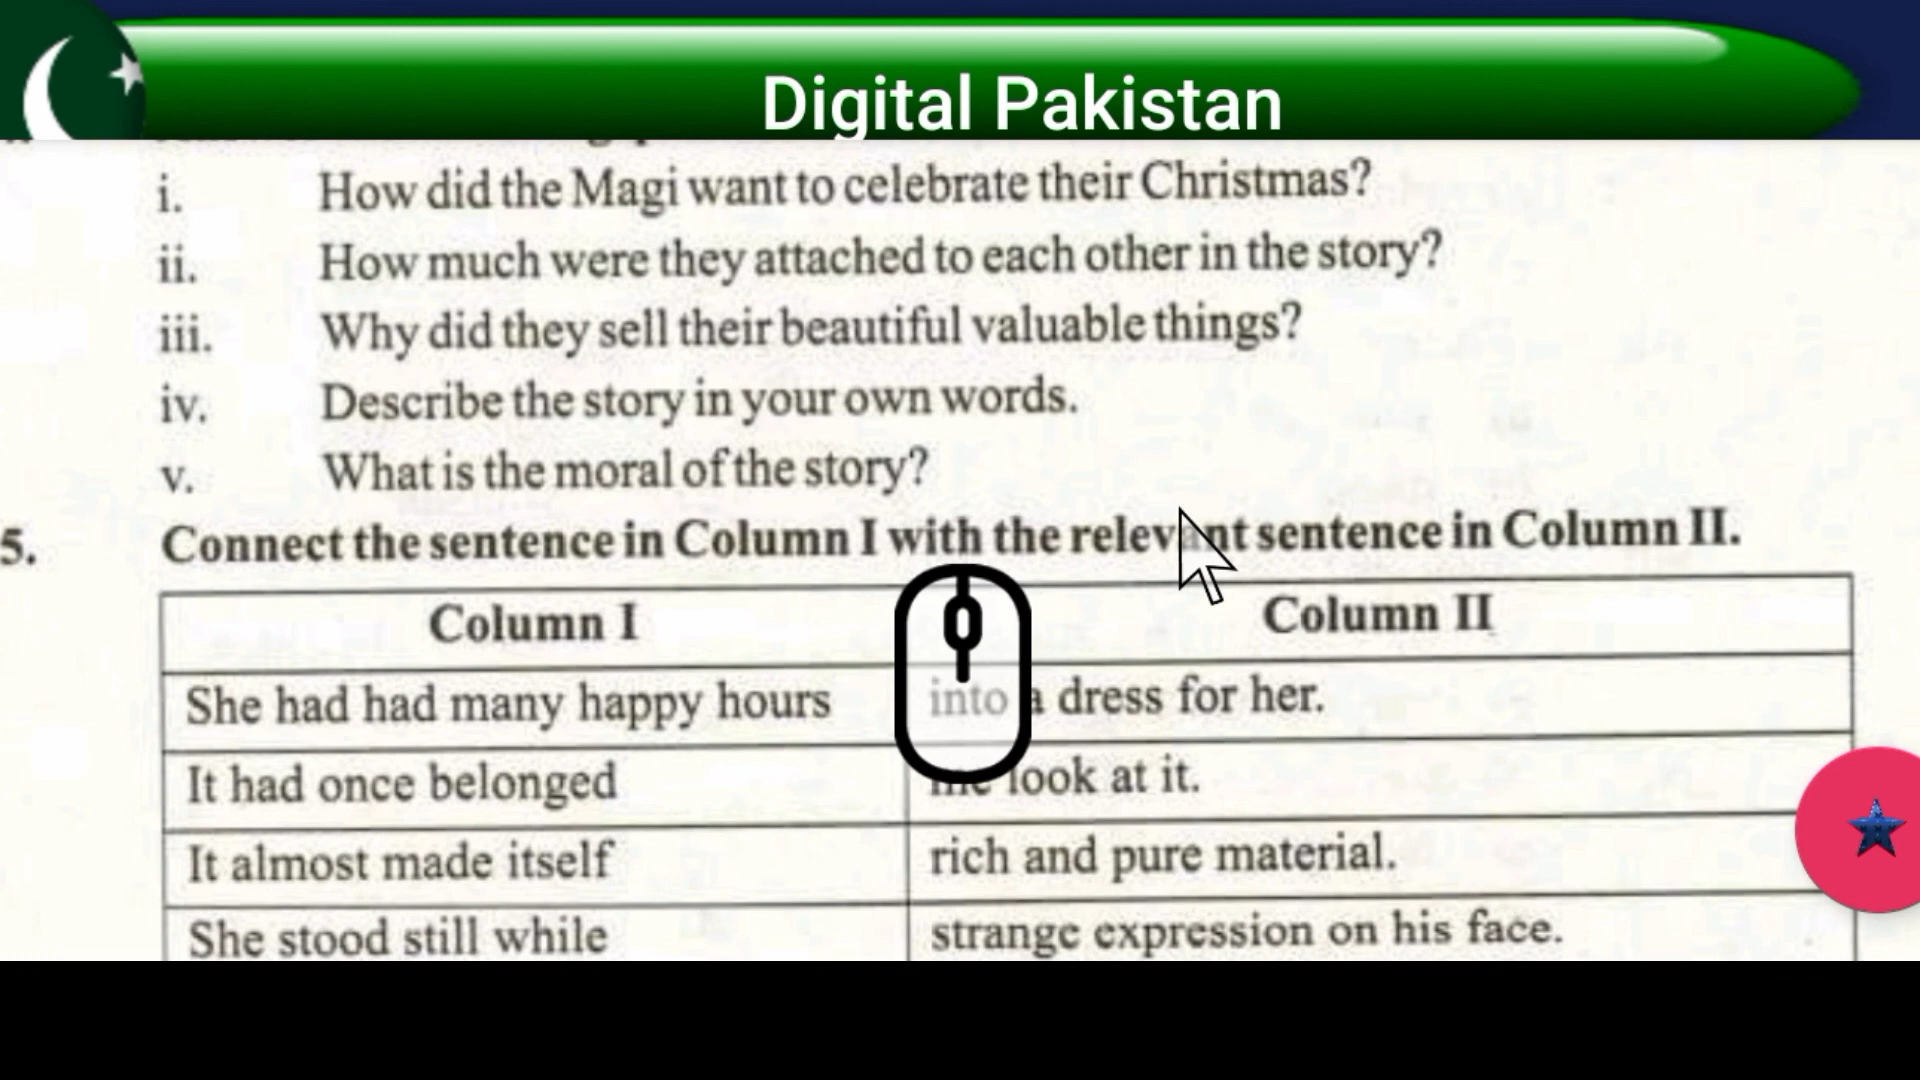 Digital Pakistan
i. How did the Magi want to celebrate their Christmas?
ii. How much were they attached to each other in the story?
iii. Why did they sell their beautiful valuable things?
iv. Describe the story in your own words.
v. What is the moral of the story?
5. Connect the sentence in Column I with the relevant sentence in Column II.
Column I Column II
She had had many happy hours into a dress for her.
It had once belonged look at it.
It almost made itself rich and pure material.
She stood still while strange expression on his face.